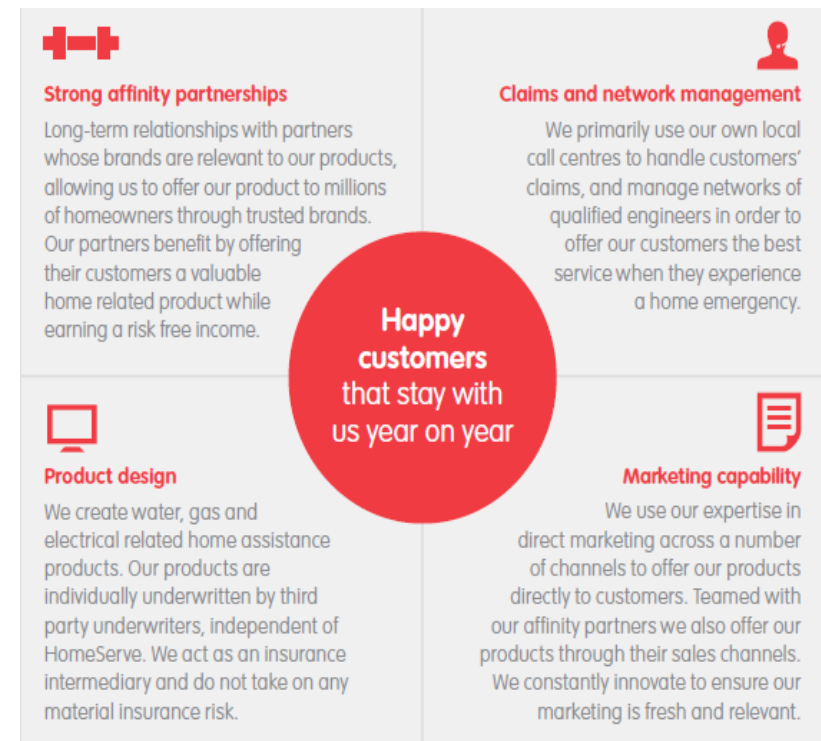 Strong affinity partnerships
Long-term relationships with partners
whose brands are relevant to our products,
allowing us to offer our product to millions
of homeowners through trusted brands.
Our partners benefit by offering
their customers a valuable
home related product while
earning a risk free income.
Claims and network management
We primarily use our own local
call centres to handle customers'
claims, and manage networks of
qualified engineers in order to
offer our customers the best
service when they experience
a home emergency.
Happy
customers
that stay with
us year on year
Product design
We create water, gas and
electrical related home assistance
products. Our products are
individually underwritten by third
party underwriters, independent of
HomeServe. We act as an insurance
intermediary and do not take on any
material insurance risk.
Marketing capability
We use our expertise in
direct marketing across a number
of channels to offer our products
directly to customers. Teamed with
our affinity partners we also offer our
products through their sales channels.
We constantly innovate to ensure our
marketing is fresh and relevant.